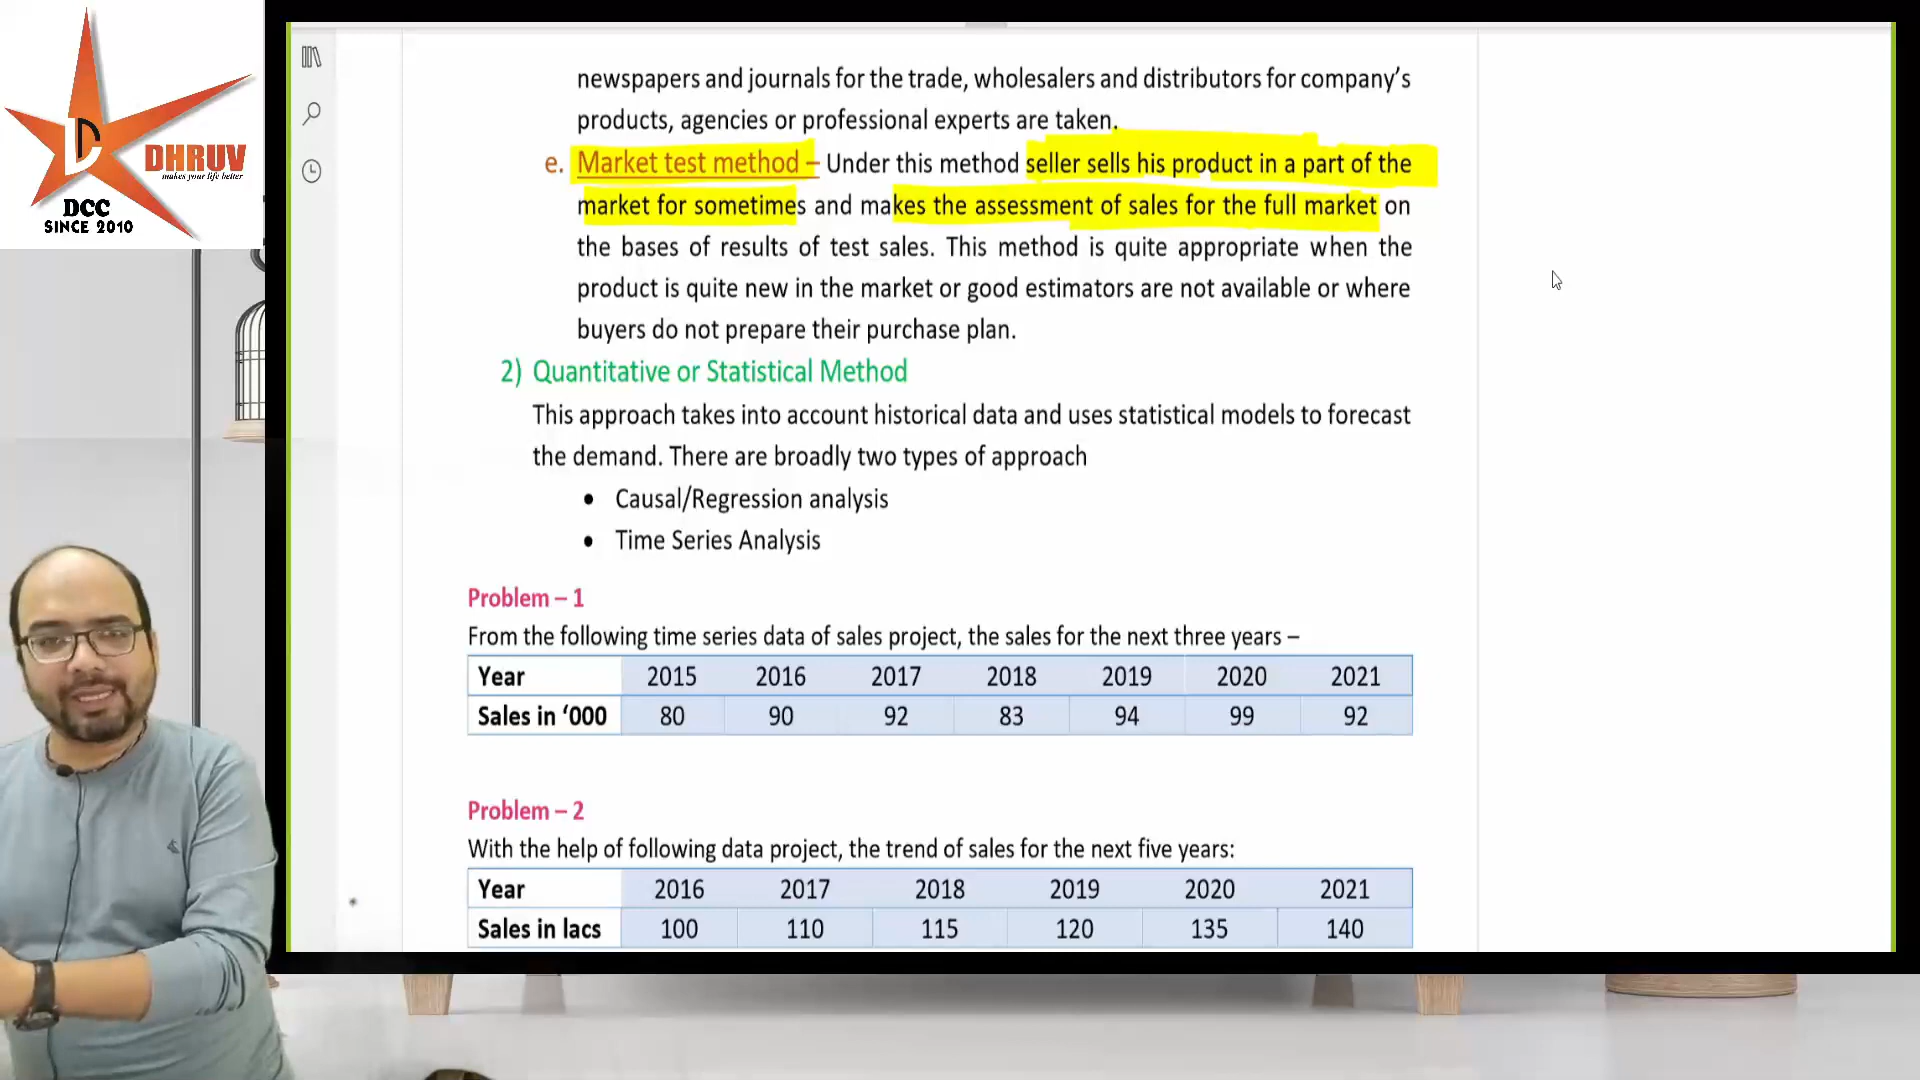 DHRUV
makes your life better
DCC
SINCE 2010
newspapers and journals for the trade, wholesalers and distributors for company's
products, agencies or professional experts are taken.
e. Market test method – Under this method seller sells his product in a part of the
market for sometimes and makes the assessment of sales for the full market on
the bases of results of test sales. This method is quite appropriate when the
product is quite new in the market or good estimators are not available or where
buyers do not prepare their purchase plan.
2) Quantitative or Statistical Method
This approach takes into account historical data and uses statistical models to forecast
the demand. There are broadly two types of approach
• Causal/Regression analysis
• Time Series Analysis
Problem – 1
From the following time series data of sales project, the sales for the next three years –
Year 2015 2016 2017 2018 2019 2020 2021
Sales in ‘000 80 90 92 83 94 99 92
Problem – 2
With the help of following data project, the trend of sales for the next five years:
Year 2016 2017 2018 2019 2020 2021
Sales in lacs 100 110 115 120 135 140